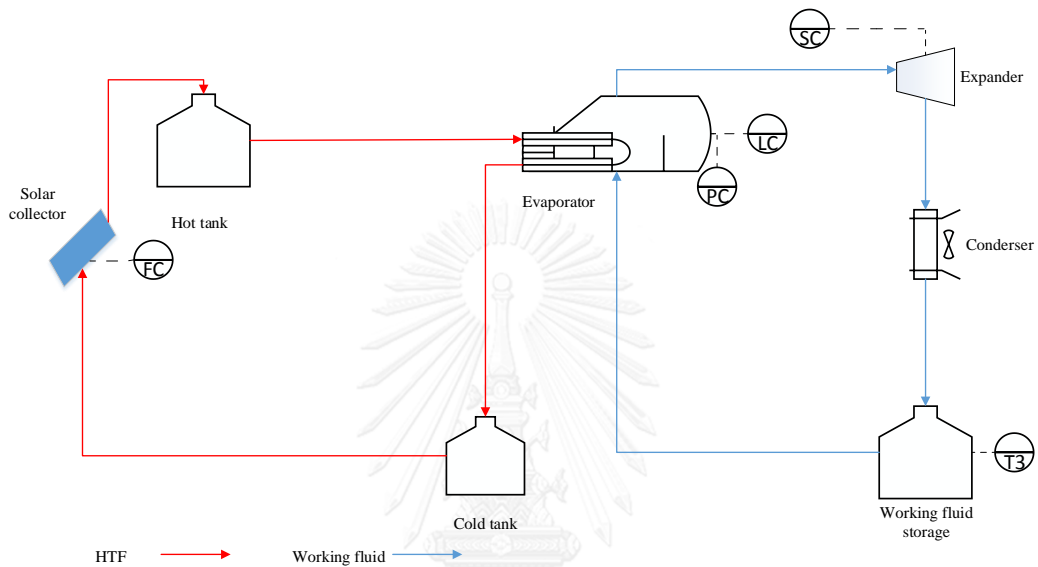 SC
Expander
LC
PC
Evaporator
Solar
collector
Hot tank
FC
Conderser
T3
Working fluid
storage
Cold tank
HTF
Working fluid